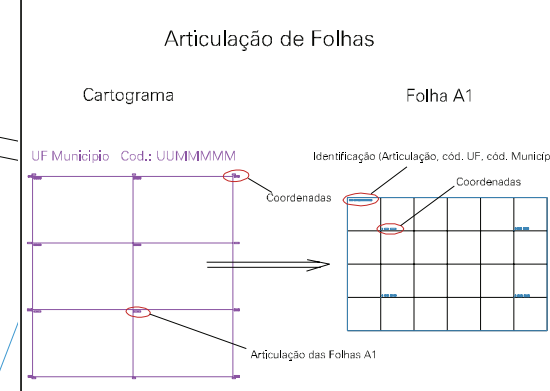 Articulação de Folhas
Cartograma
Folha A1
UF Municipio Cod.: UUMMMMM
Identificação (Articulação, cód. UF, cód. Municíp
Coordenadas
Coordenadas
Articulação das Folhas A1